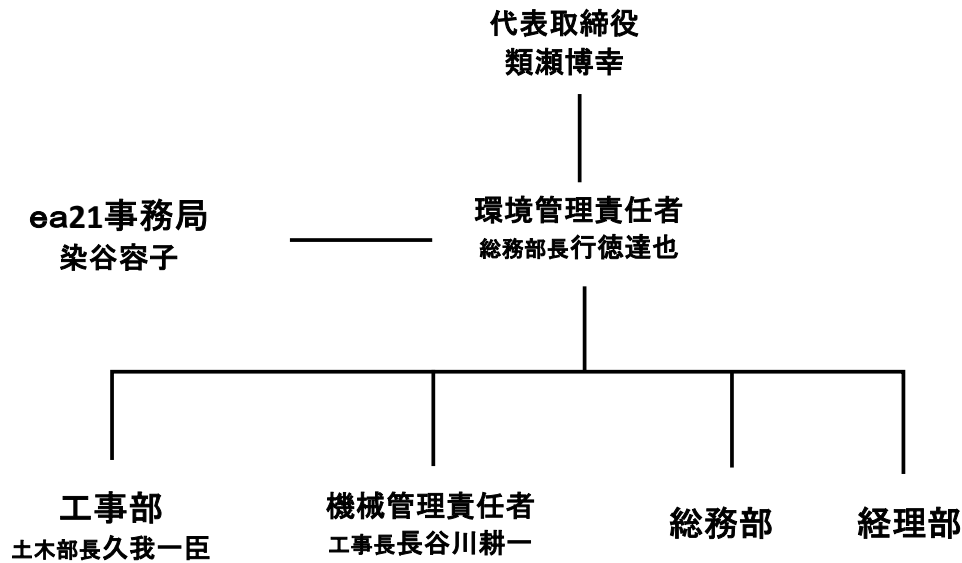 代表取締役
類瀬博幸
ea21事務局
染谷容子
環境管理責任者
総務部長行徳達也
工事部
土木部長久我一臣
機械管理責任者
工事長長谷川耕一
総務部
経理部